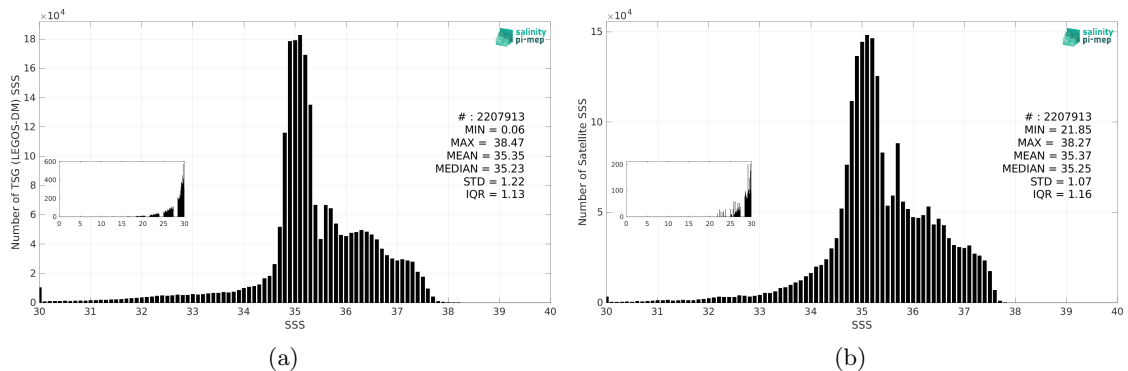 ×10⁴
18
16
14
12
10
8
6
4
2
0
Number of TSG (LEGOS-DM) SSS
salinity
pi-mep
# : 2207913
MIN = 0.06
MAX = 38.47
MEAN = 35.35
MEDIAN = 35.23
STD = 1.22
IQR = 1.13
600
400
200
0
0 5 10 15 20 25 30
30 31 32 33 34 35 36 37 38 39 40
SSS
(a)
×10⁴
15
10
5
0
Number of Satellite SSS
salinity
pi-mep
# : 2207913
MIN = 21.85
MAX = 38.27
MEAN = 35.37
MEDIAN = 35.25
STD = 1.07
IQR = 1.16
200
100
0
0 5 10 15 20 25 30
30 31 32 33 34 35 36 37 38 39 40
SSS
(b)